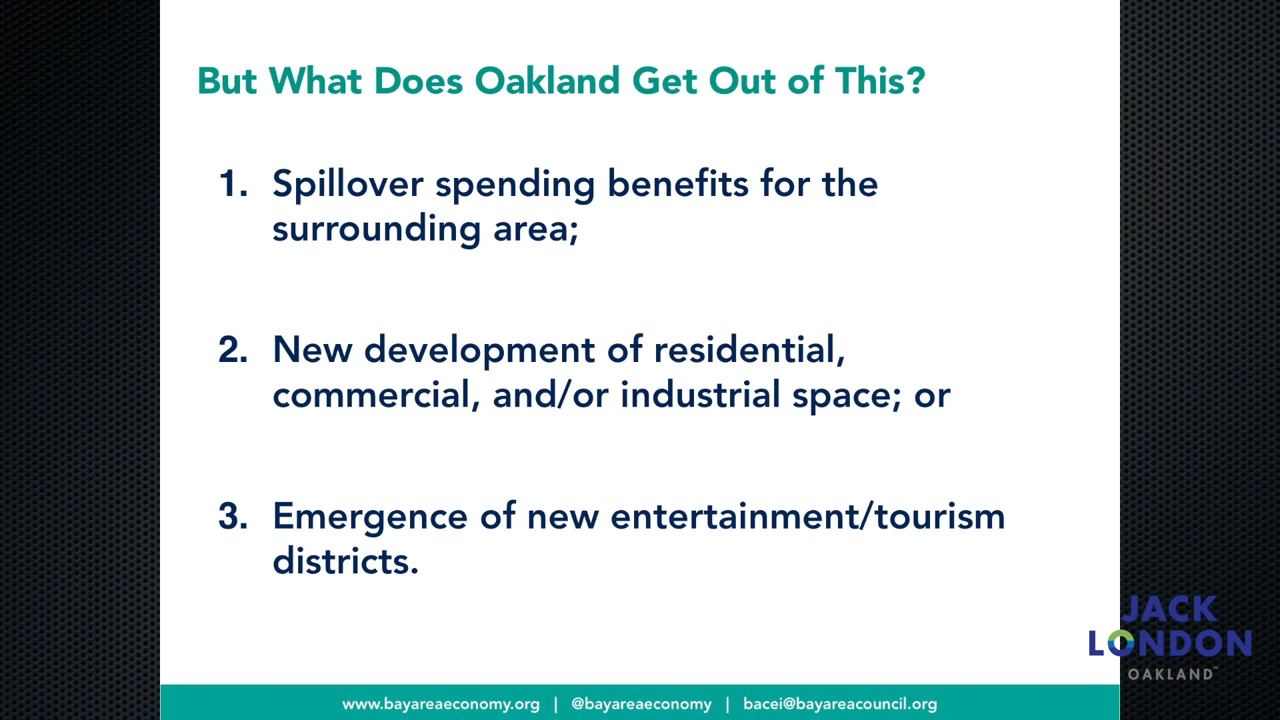 But What Does Oakland Get Out of This?
1. Spillover spending benefits for the
surrounding area;
2. New development of residential,
commercial, and/or industrial space; or
3. Emergence of new entertainment/tourism
districts.
JACK
LONDON
OAKLAND™
www.bayareaeconomy.org | @bayareaeconomy | bacei@bayareacouncil.org